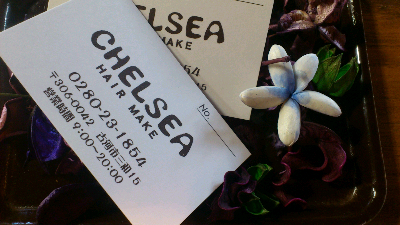 CHELSEA
HAIR MAKE
No.
0280-23-1854
〒306-0042 古河市三和15
営業時間 9:00~20:00
CHELSEA
MAKE